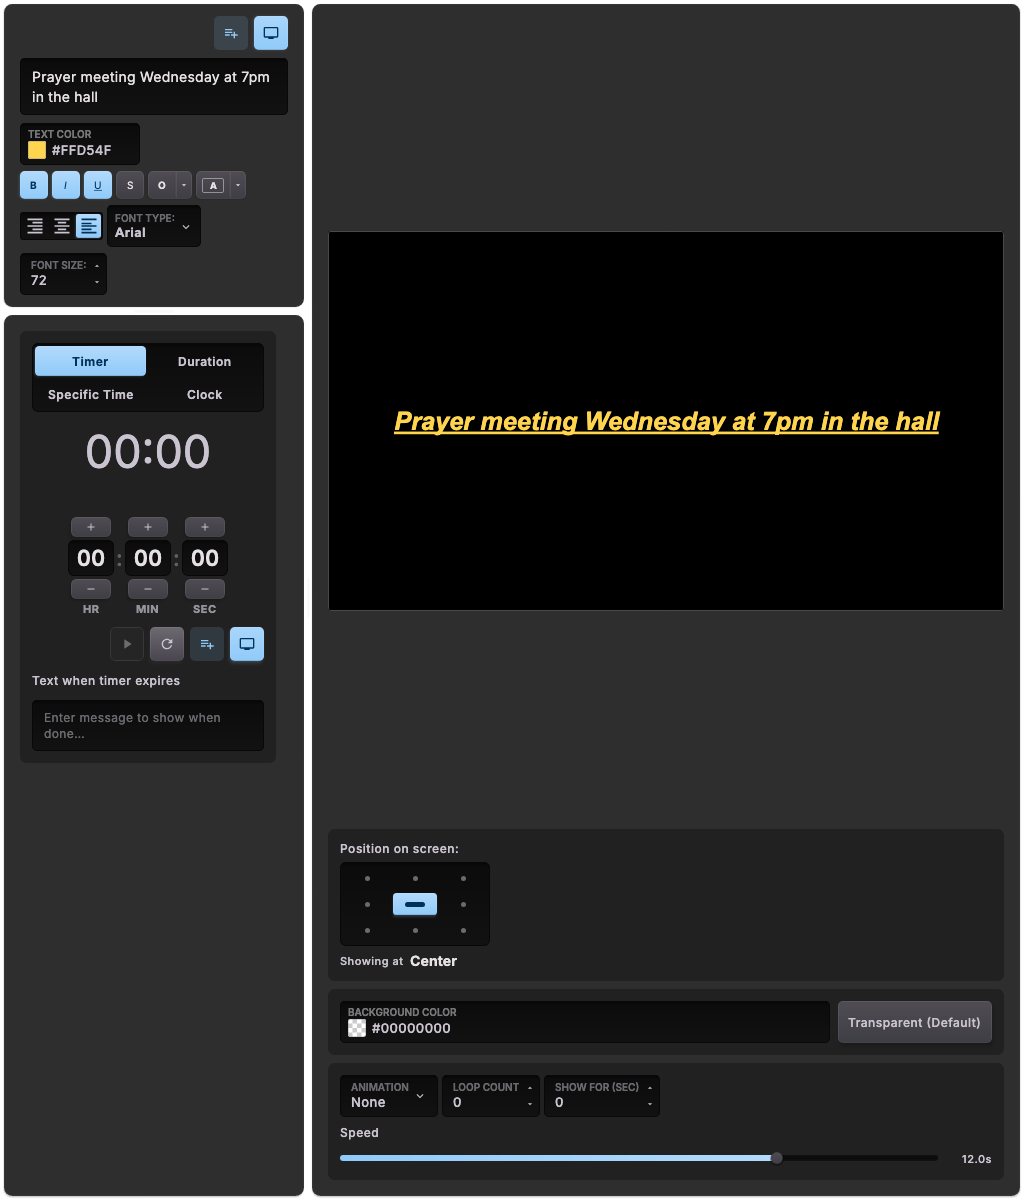 Prayer meeting Wednesday at 7pm
in the hall
TEXT COLOR
#FFD54F
B I U S O A
FONT TYPE:
Arial
FONT SIZE:
72
Timer Duration
Specific Time Clock
00:00
+ + +
00 : 00 : 00
− − −
HR MIN SEC
Text when timer expires
Enter message to show when
done...
Prayer meeting Wednesday at 7pm in the hall
Position on screen:
Showing at Center
BACKGROUND COLOR
#00000000
Transparent (Default)
ANIMATION
None
LOOP COUNT
0
SHOW FOR (SEC)
0
Speed
12.0s